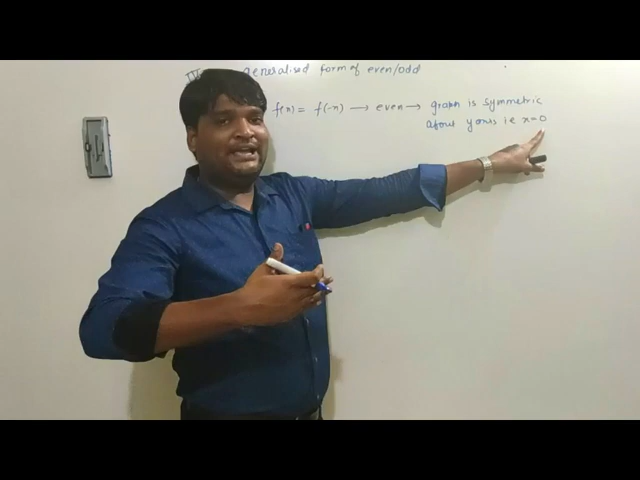 generalised form of even/odd
f(x) = f(-x) → even → graph is symmetric
about y axis i.e x=0